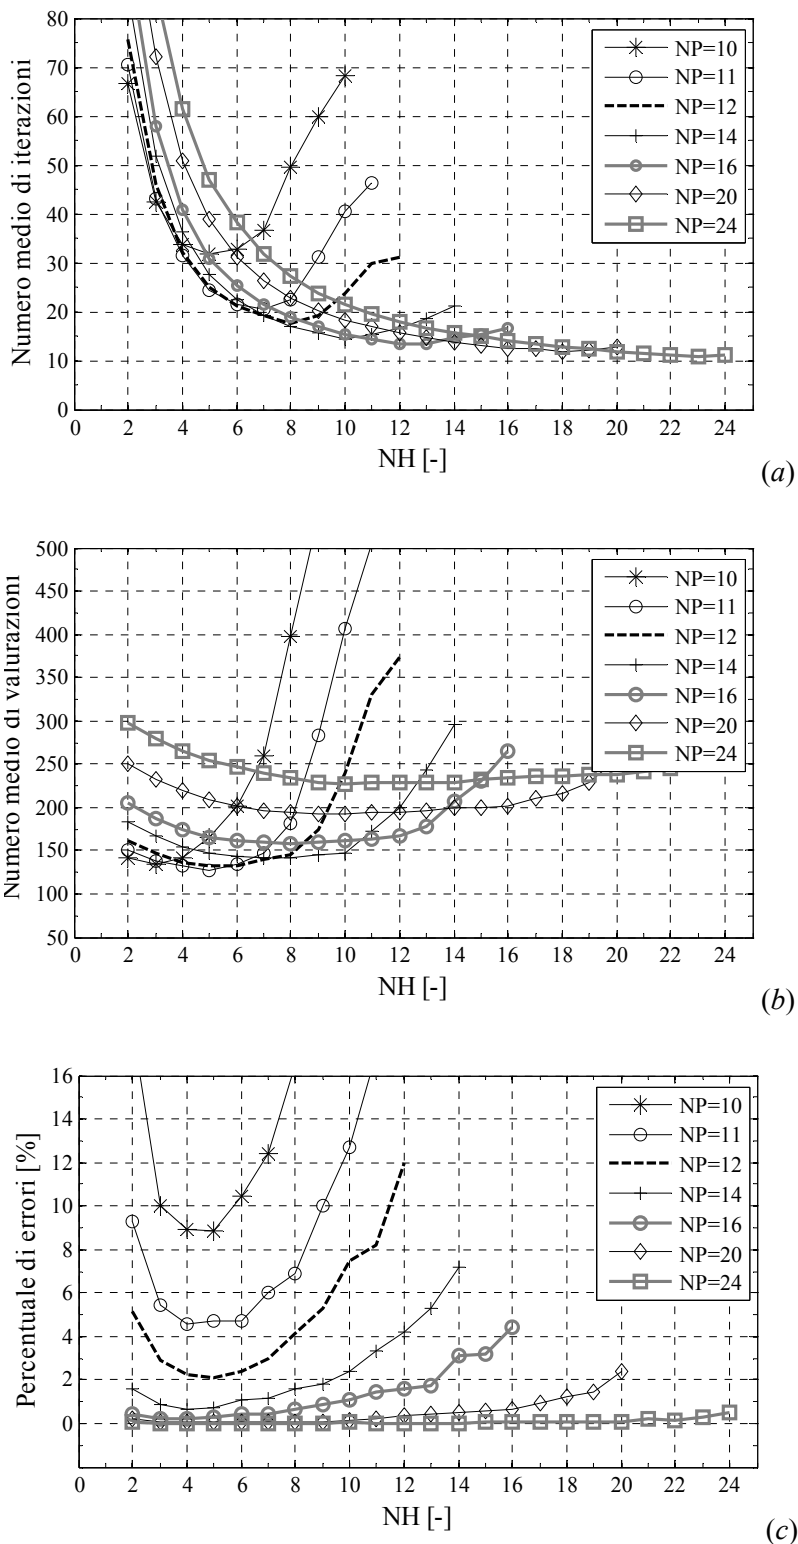 80
70
60
50
40
30
20
10
0
Numero medio di iterazioni
2 4 6 8 10 12 14 16 18 20 22 24
0
NH [-]
NP=10
NP=11
NP=12
NP=14
NP=16
NP=20
NP=24
(a)
500
450
400
350
300
250
200
150
100
50
Numero medio di valurazioni
0 2 4 6 8 10 12 14 16 18 20 22 24
NH [-]
NP=10
NP=11
NP=12
NP=14
NP=16
NP=20
NP=24
(b)
16
14
12
10
8
6
4
2
0
Percentuale di errori [%]
0 2 4 6 8 10 12 14 16 18 20 22 24
NH [-]
NP=10
NP=11
NP=12
NP=14
NP=16
NP=20
NP=24
(c)